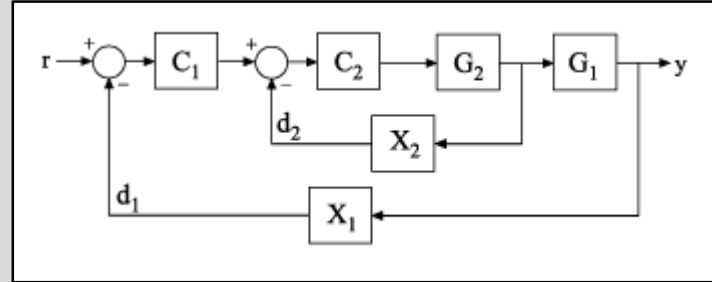 + +
r C₁ C₂ G₂ G₁ y
− −
d₂ X₂
d₁ X₁